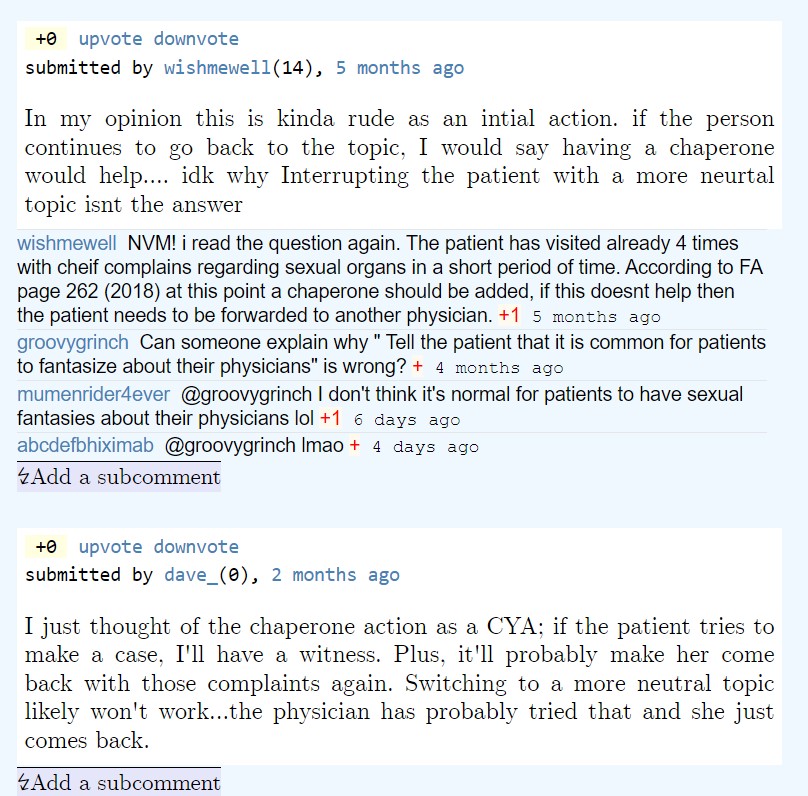 +0 upvote downvote
submitted by wishmewell(14), 5 months ago
In my opinion this is kinda rude as an intial action. if the person
continues to go back to the topic, I would say having a chaperone
would help.... idk why Interrupting the patient with a more neurtal
topic isnt the answer
wishmewell NVM! i read the question again. The patient has visited already 4 times
with cheif complains regarding sexual organs in a short period of time. According to FA
page 262 (2018) at this point a chaperone should be added, if this doesnt help then
the patient needs to be forwarded to another physician. +1 5 months ago
groovygrinch Can someone explain why " Tell the patient that it is common for patients
to fantasize about their physicians" is wrong? + 4 months ago
mumenrider4ever @groovygrinch I don't think it's normal for patients to have sexual
fantasies about their physicians lol +1 6 days ago
abcdefbhiximab @groovygrinch lmao + 4 days ago
↯Add a subcomment
+0 upvote downvote
submitted by dave_(0), 2 months ago
I just thought of the chaperone action as a CYA; if the patient tries to
make a case, I'll have a witness. Plus, it'll probably make her come
back with those complaints again. Switching to a more neutral topic
likely won't work...the physician has probably tried that and she just
comes back.
↯Add a subcomment